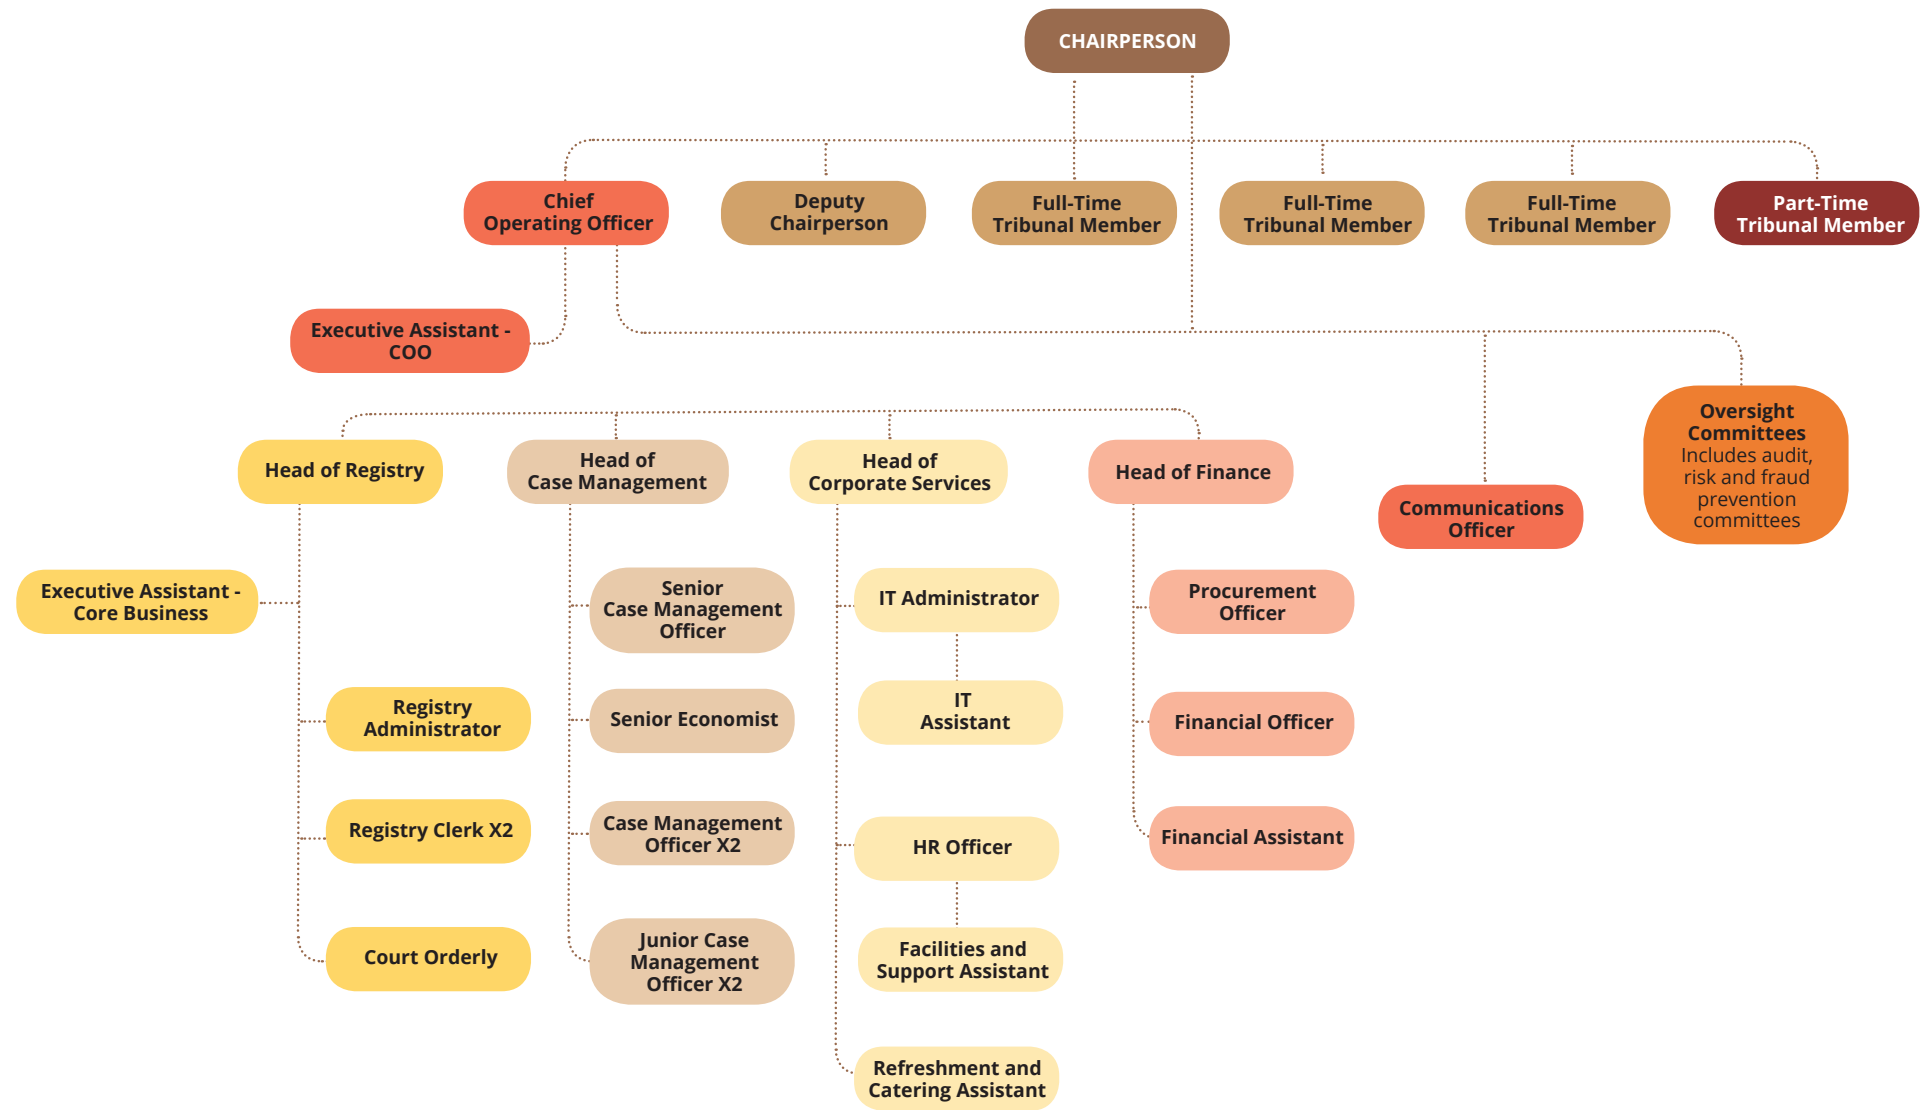 CHAIRPERSON
Chief
Operating Officer
Deputy
Chairperson
Full-Time
Tribunal Member
Full-Time
Tribunal Member
Full-Time
Tribunal Member
Part-Time
Tribunal Member
Executive Assistant -
COO
Oversight
Committees
Includes audit,
risk and fraud
prevention
committees
Communications
Officer
Head of Registry
Head of
Case Management
Head of
Corporate Services
Head of Finance
Executive Assistant -
Core Business
Registry
Administrator
Registry Clerk X2
Court Orderly
Senior
Case Management
Officer
Senior Economist
Case Management
Officer X2
Junior Case
Management
Officer X2
IT Administrator
IT
Assistant
HR Officer
Facilities and
Support Assistant
Refreshment and
Catering Assistant
Procurement
Officer
Financial Officer
Financial Assistant